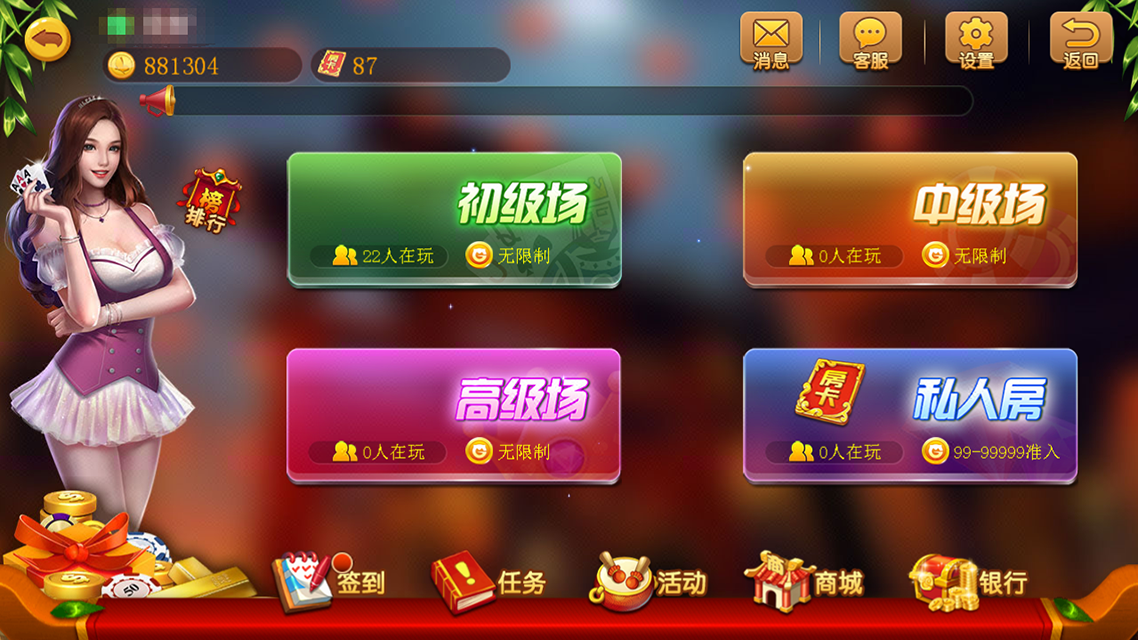 881304
房卡
87
消息
客服
设置
返回
榜
排行
初级场
22人在玩
无限制
中级场
0人在玩
无限制
高级场
0人在玩
无限制
房卡
私人房
0人在玩
99-99999准入
签到
任务
活动
商城
银行
50